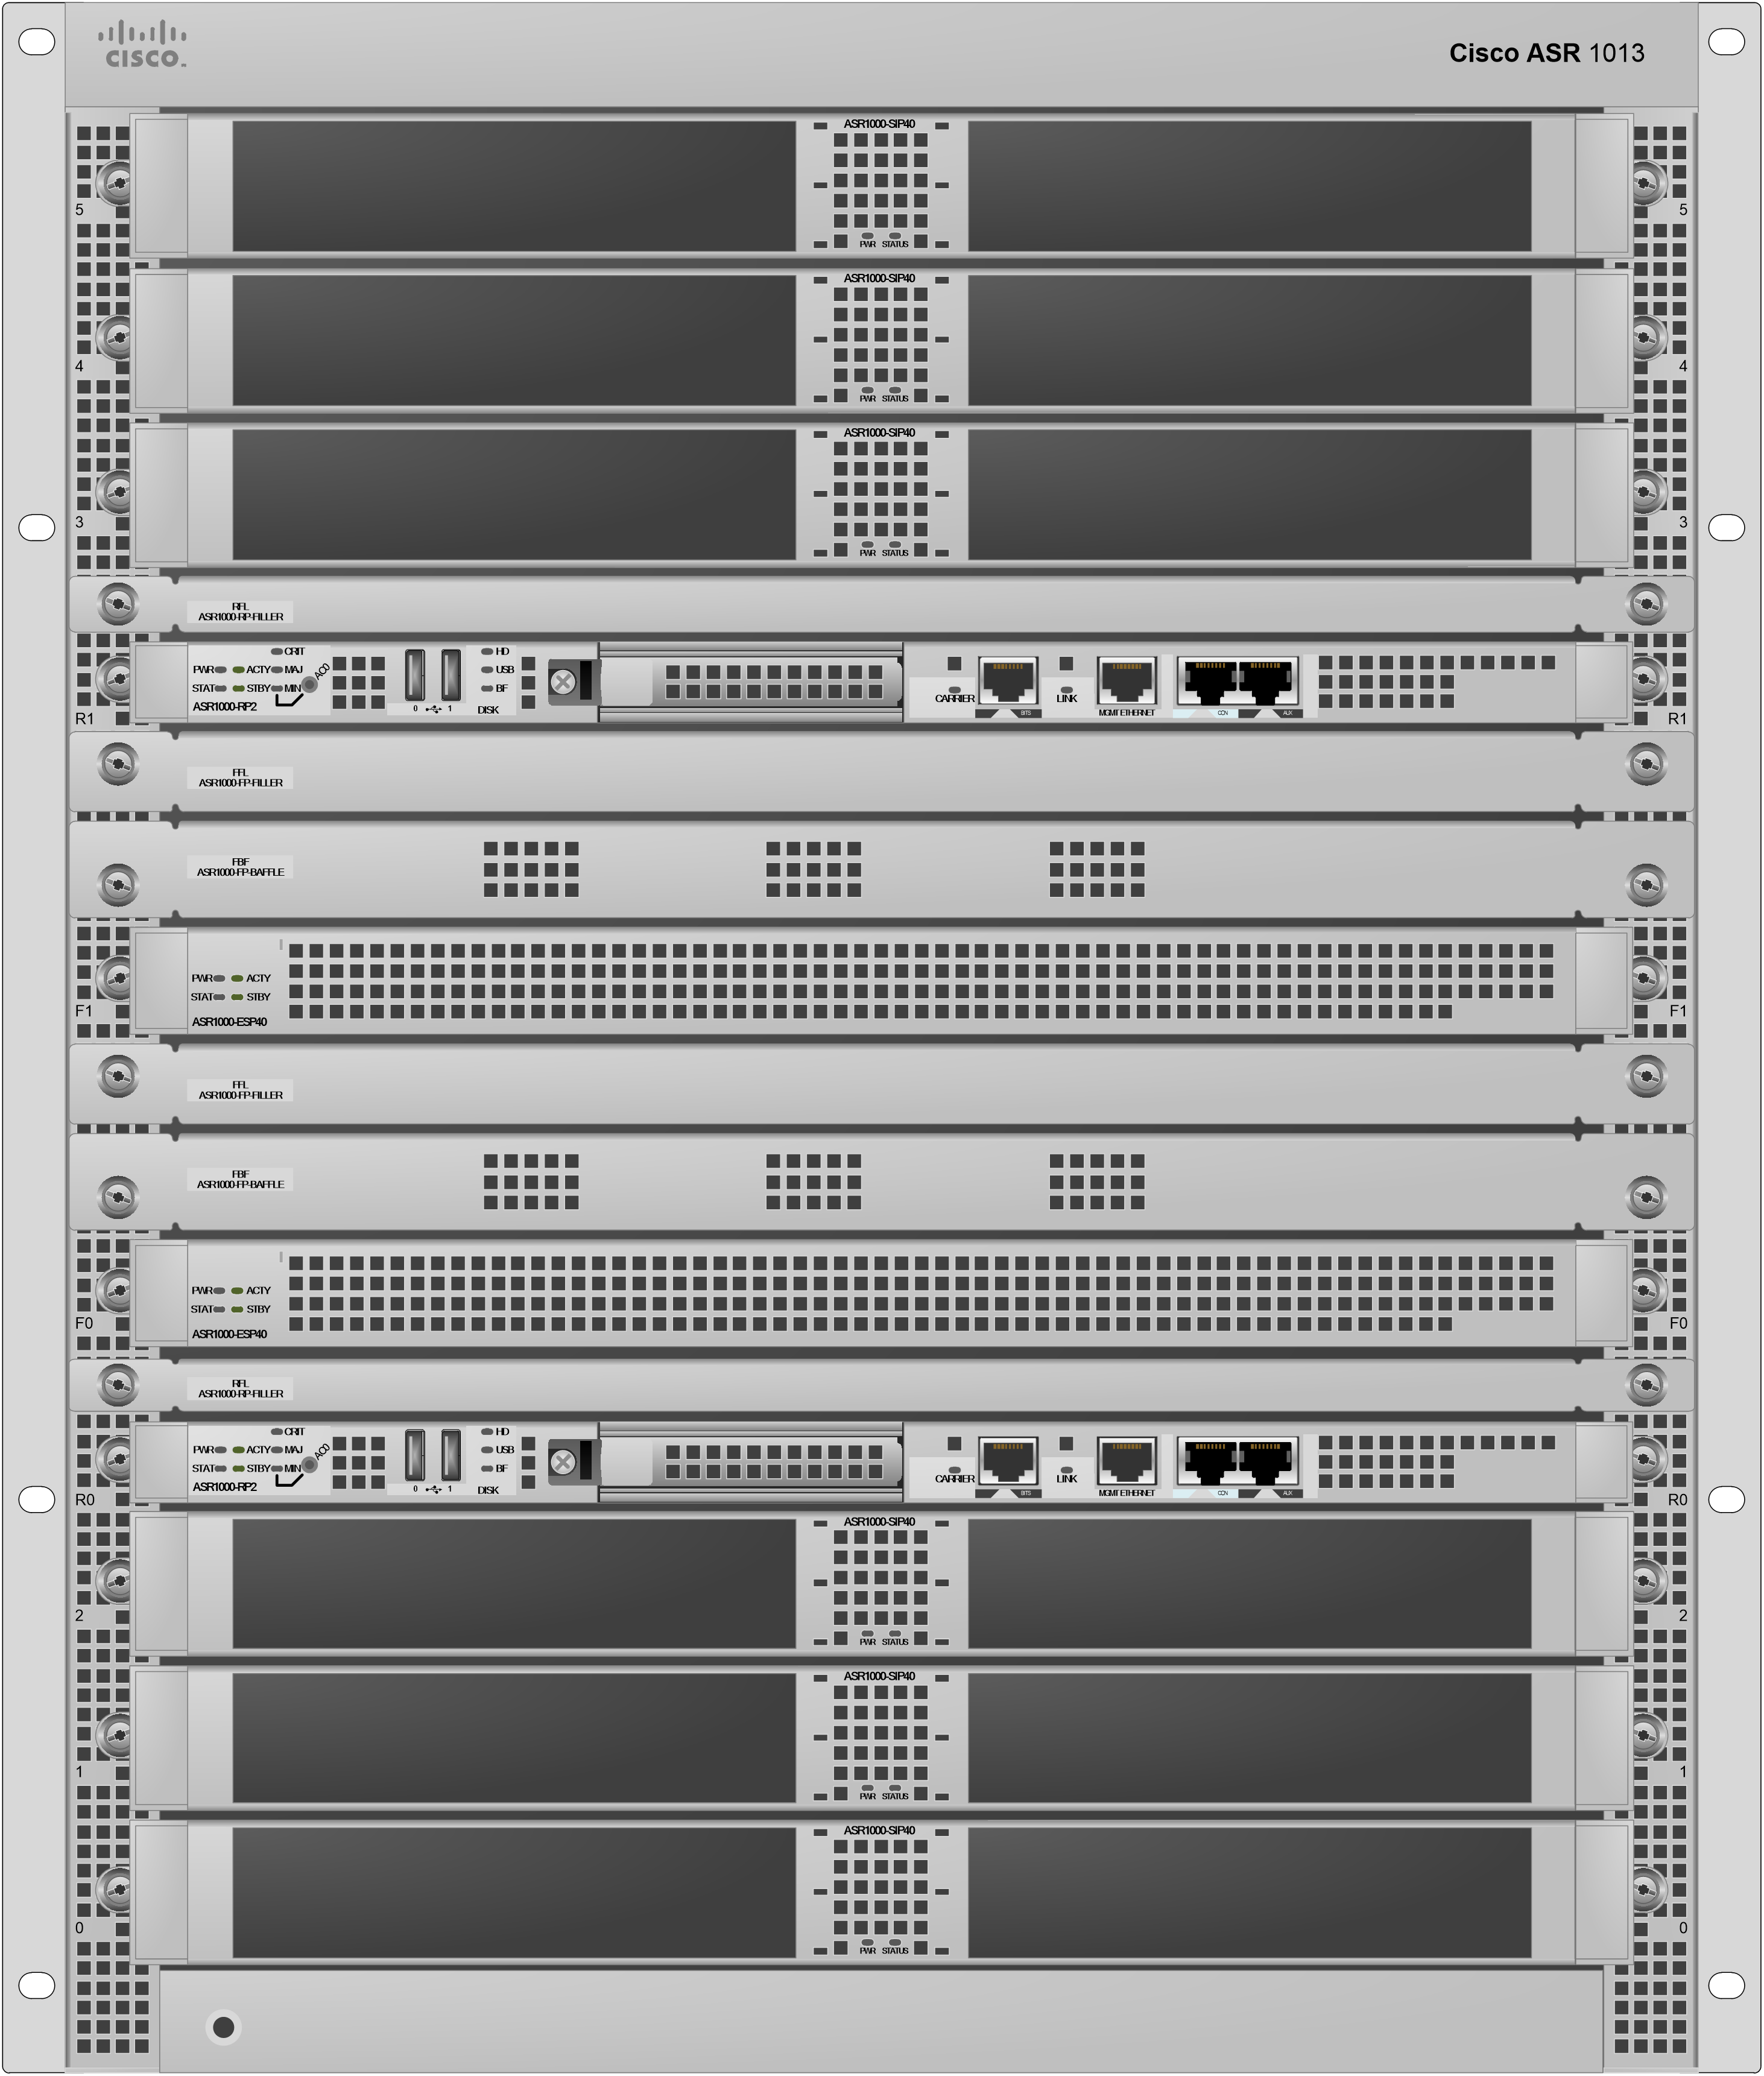 CISCO.
Cisco ASR 1013
ASR1000-SIP40
5
5
PWR STATUS
ASR1000-SIP40
4
4
PWR STATUS
ASR1000-SIP40
3
3
PWR STATUS
RFL
ASR1000-RP-FILLER
CRIT
HD
PWR ACTY MAJ ACO
USB
STAT STBY MIN
BF
CARRIER
LINK
ASR1000-RP2
0 1
DISK
BITS
MGMT ETHERNET
CON
AUX
R1
R1
FFL
ASR1000-FP-FILLER
FBF
ASR1000-FP-BAFFLE
PWR ACTY
STAT STBY
F1
F1
ASR1000-ESP40
FFL
ASR1000-FP-FILLER
FBF
ASR1000-FP-BAFFLE
PWR ACTY
STAT STBY
F0
F0
ASR1000-ESP40
RFL
ASR1000-RP-FILLER
CRIT
HD
PWR ACTY MAJ ACO
USB
STAT STBY MIN
BF
CARRIER
LINK
ASR1000-RP2
0 1
DISK
BITS
MGMT ETHERNET
CON
AUX
R0
R0
ASR1000-SIP40
2
2
PWR STATUS
ASR1000-SIP40
1
1
PWR STATUS
ASR1000-SIP40
0
0
PWR STATUS